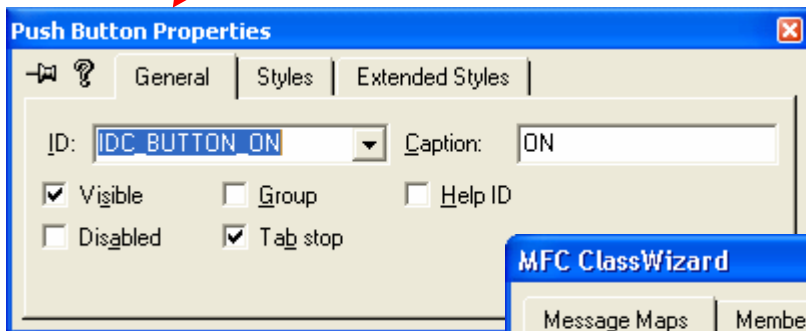 Push Button Properties
General Styles Extended Styles
ID: IDC_BUTTON_ON Caption: ON
Visible Group Help ID
Disabled Tab stop
MFC ClassWizard
Message Maps Membe